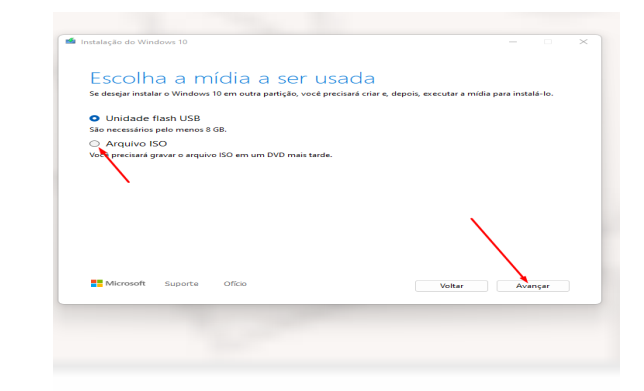 Instalação do Windows 10
Escolha a mídia a ser usada
Se desejar instalar o Windows 10 em outra partição, você precisará criar e, depois, executar a mídia para instalá-lo.
Unidade flash USB
São necessários pelo menos 8 GB.
Arquivo ISO
Você precisará gravar o arquivo ISO em um DVD mais tarde.
Microsoft Suporte Ofício Voltar Avançar